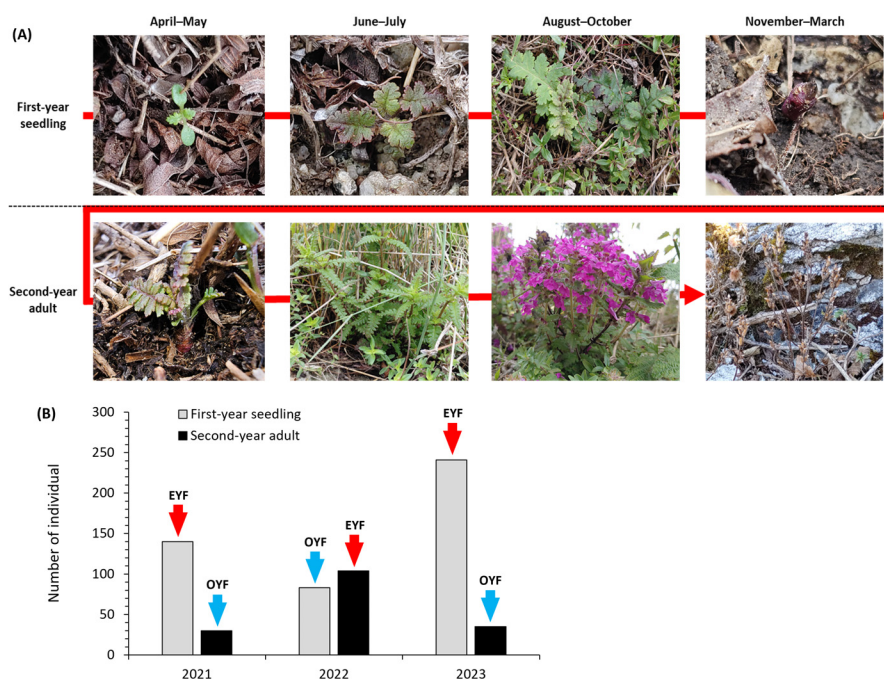 (A)
April–May
June–July
August–October
November–March
First-year
seedling
Second-year
adult
(B)
First-year seedling
Second-year adult
Number of individual
300
250
200
150
100
50
0
EYF
OYF
OYF
EYF
EYF
OYF
2021
2022
2023